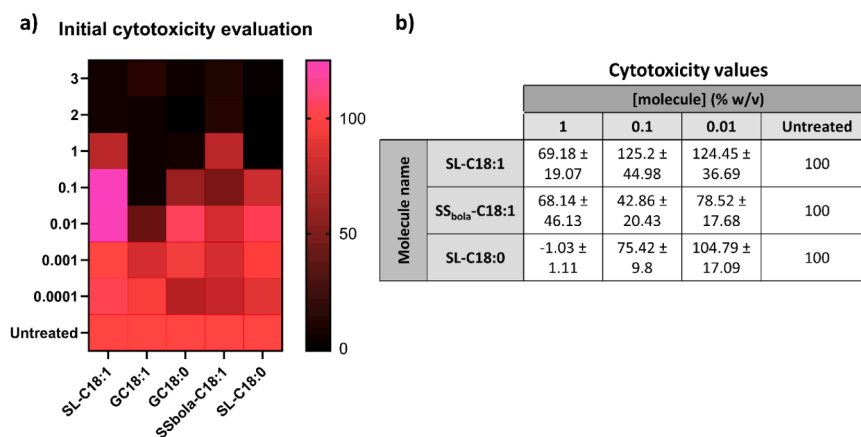 a) Initial cytotoxicity evaluation
3
2
1
0.1
0.01
0.001
0.0001
Untreated
SL-C18:1
GC18:1
GC18:0
SSbola-C18:1
SL-C18:0
100
50
0
b)
Cytotoxicity values
[molecule] (% w/v)
1 0.1 0.01 Untreated
Molecule name
SL-C18:1 69.18 ± 125.2 ± 124.45 ± 100
19.07 44.98 36.69
SSbola-C18:1 68.14 ± 42.86 ± 78.52 ± 100
46.13 20.43 17.68
SL-C18:0 -1.03 ± 75.42 ± 104.79 ± 100
1.11 9.8 17.09